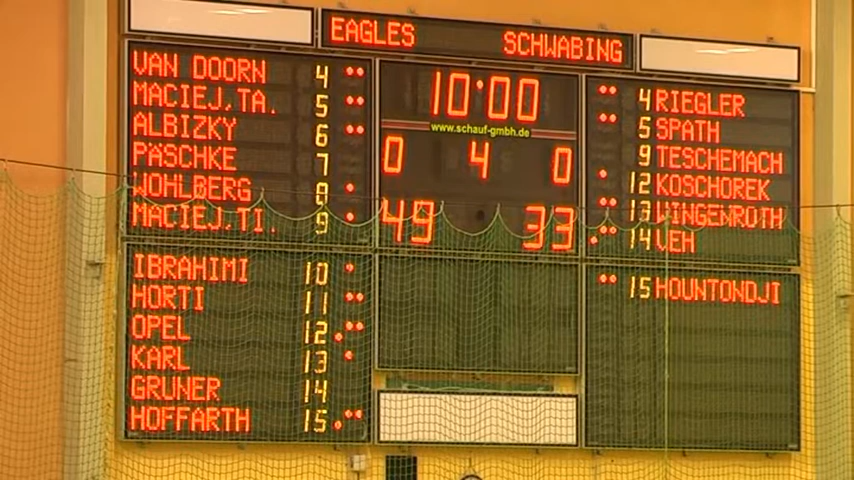 EAGLES SCHWABING
10:00
www.schauf-gmbh.de
0 4 0
49 33
VAN DOORN 4
MACIEJ,TA. 5
ALBIZKY 6
PÄSCHKE 7
WOHLBERG 8
MACIEJ,TI. 9
IBRAHIMI 10
HORTI 11
OPEL 12
KARL 13
GRUNER 14
HOFFARTH 15
4 RIEGLER
5 SPATH
9 TESCHEMACH
12 KOSCHOREK
13 WINGENROTH
14 VEH
15 HOUNTONDJI